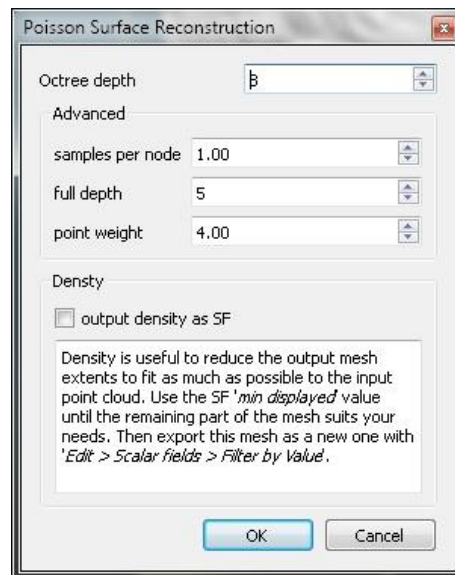 Poisson Surface Reconstruction
Octree depth 8
Advanced
samples per node 1.00
full depth 5
point weight 4.00
Densty
output density as SF
Density is useful to reduce the output mesh
extents to fit as much as possible to the input
point cloud. Use the SF 'min displayed' value
until the remaining part of the mesh suits your
needs. Then export this mesh as a new one with
'Edit > Scalar fields > Filter by Value'.
OK Cancel